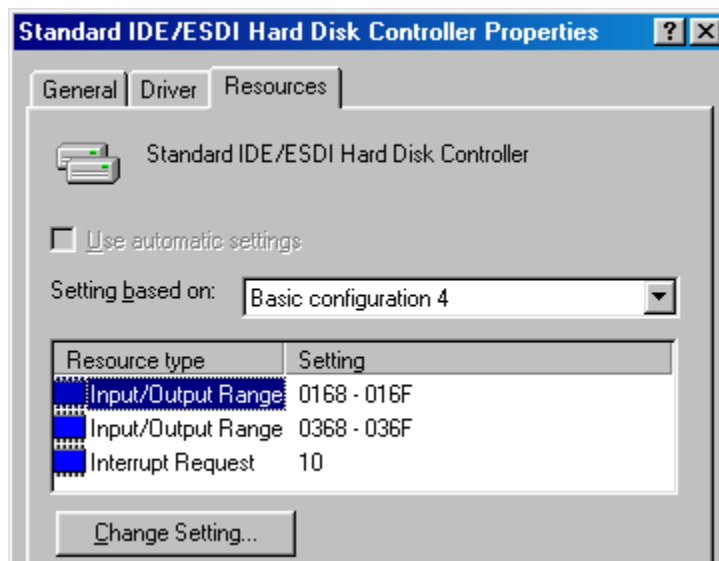 Standard IDE/ESDI Hard Disk Controller Properties
General Driver Resources
Standard IDE/ESDI Hard Disk Controller
Use automatic settings
Setting based on: Basic configuration 4
Resource type Setting
Input/Output Range 0168 - 016F
Input/Output Range 0368 - 036F
Interrupt Request 10
Change Setting...